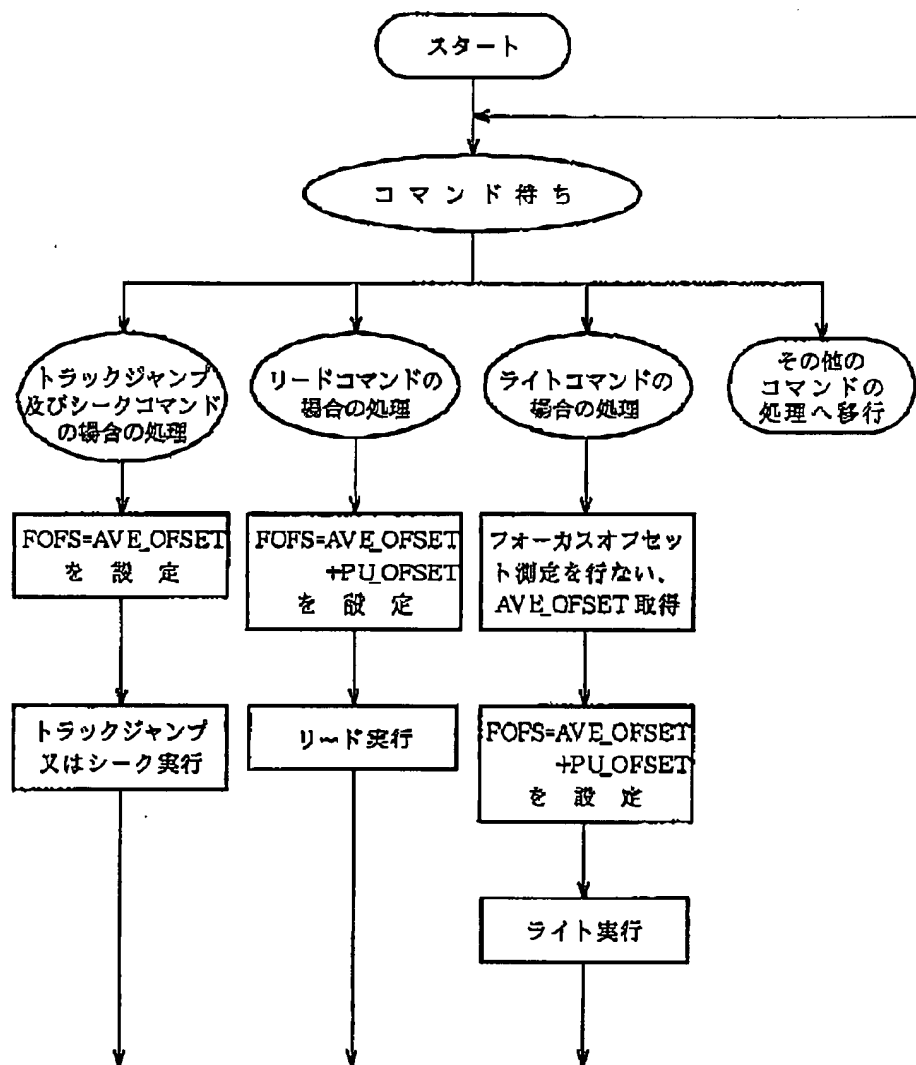 スタート
コマンド待ち
トラックジャンプ
及びシークコマンド
の場合の処理
リードコマンドの
場合の処理
ライトコマンドの
場合の処理
その他の
コマンドの
処理へ移行
FOFS=AVE_OFSET
を設定
FOFS=AVE_OFSET
+PU_OFSET
を設定
フォーカスオフセッ
ト測定を行ない、
AVE_OFSET取得
トラックジャンプ
又はシーク実行
リード実行
FOFS=AVE_OFSET
+PU_OFSET
を設定
ライト実行